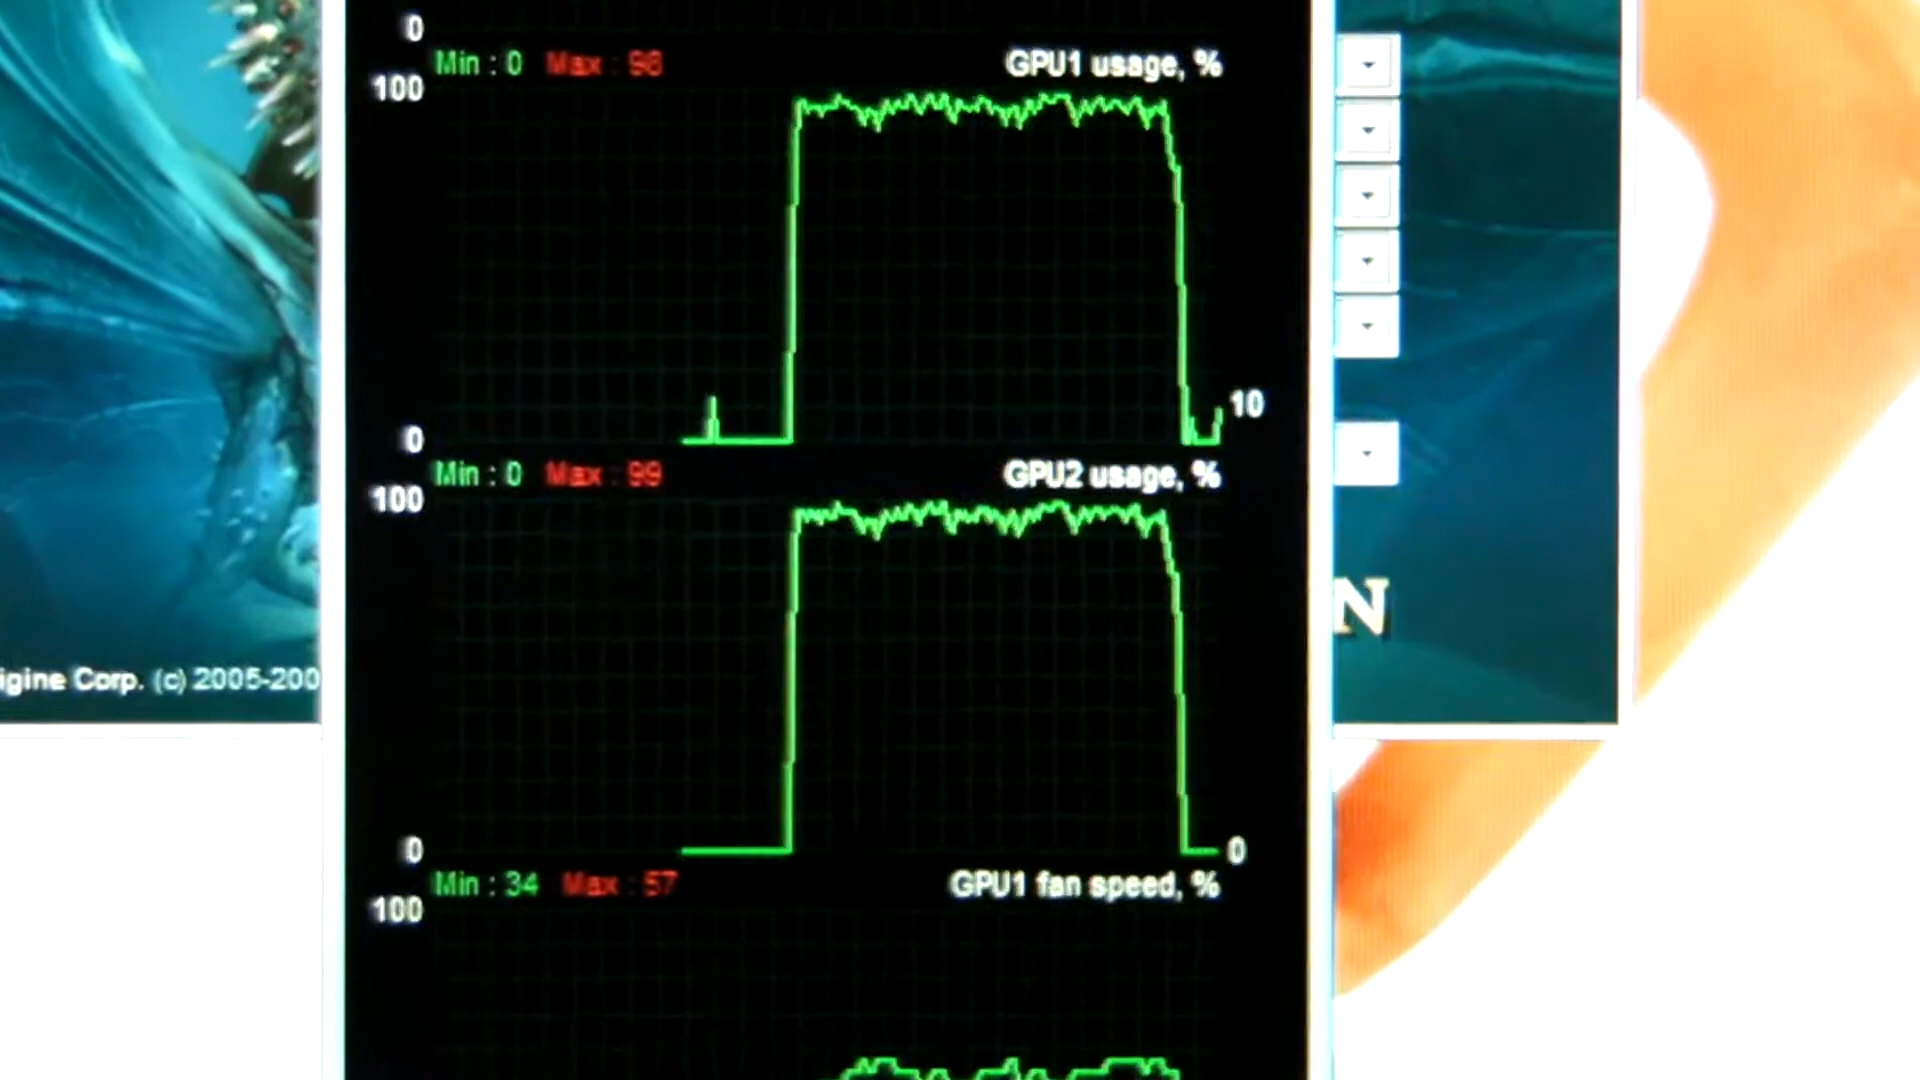 0
Min : 0 Max : 98 GPU1 usage, %
100
10
0
Min : 0 Max : 99 GPU2 usage, %
100
0 0
Min : 34 Max : 57 GPU1 fan speed, %
100
N
igine Corp. (c) 2005-200